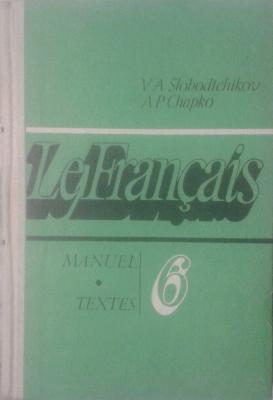 V A Slobodtchikov
A P Chapko
Le Français
MANUEL
TEXTES
6